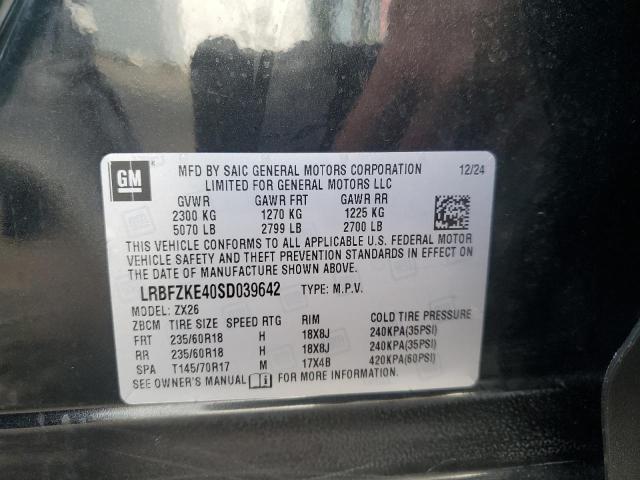 GM
MFD BY SAIC GENERAL MOTORS CORPORATION 12/24
LIMITED FOR GENERAL MOTORS LLC
GVWR GAWR FRT GAWR RR
2300 KG 1270 KG 1225 KG
5070 LB 2799 LB 2700 LB
THIS VEHICLE CONFORMS TO ALL APPLICABLE U.S. FEDERAL MOTOR
VEHICLE SAFETY AND THEFT PREVENTION STANDARDS IN EFFECT ON
THE DATE OF MANUFACTURE SHOWN ABOVE.
LRBFZKE40SD039642 TYPE: M.P.V.
MODEL: ZX26
ZBCM TIRE SIZE SPEED RTG RIM COLD TIRE PRESSURE
FRT 235/60R18 H 18X8J 240KPA(35PSI)
RR 235/60R18 H 18X8J 240KPA(35PSI)
SPA T145/70R17 M 17X4B 420KPA(60PSI)
SEE OWNER'S MANUAL FOR MORE INFORMATION.